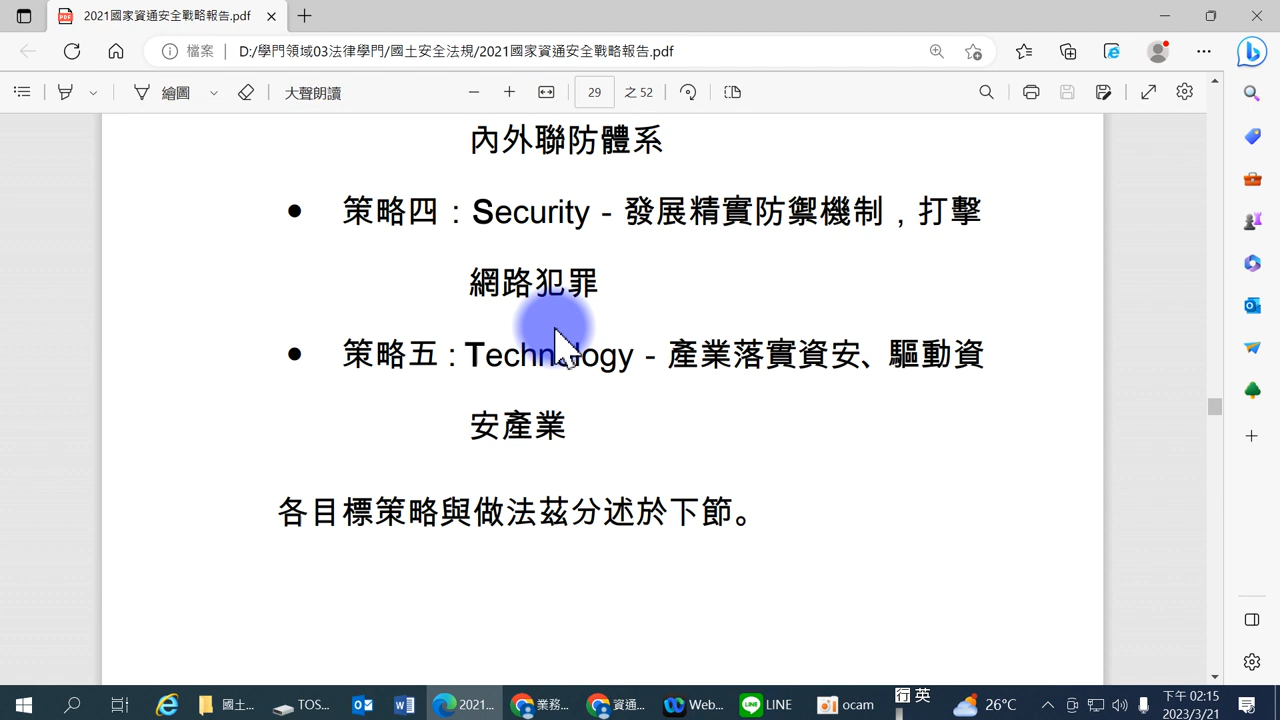 2021國家資通安全戰略報告.pdf
檔案 | D:/學門領域03法律學門/國土安全法規/2021國家資通安全戰略報告.pdf
繪圖 大聲朗讀 29 之 52
內外聯防體系
● 策略四：Security - 發展精實防禦機制，打擊
網路犯罪
● 策略五：Technology - 產業落實資安、驅動資
安產業
各目標策略與做法茲分述於下節。
國土... TOS... 2021... 業務... 資通... Web... LINE ocam 行 英 26°C 下午 02:15
2023/3/21